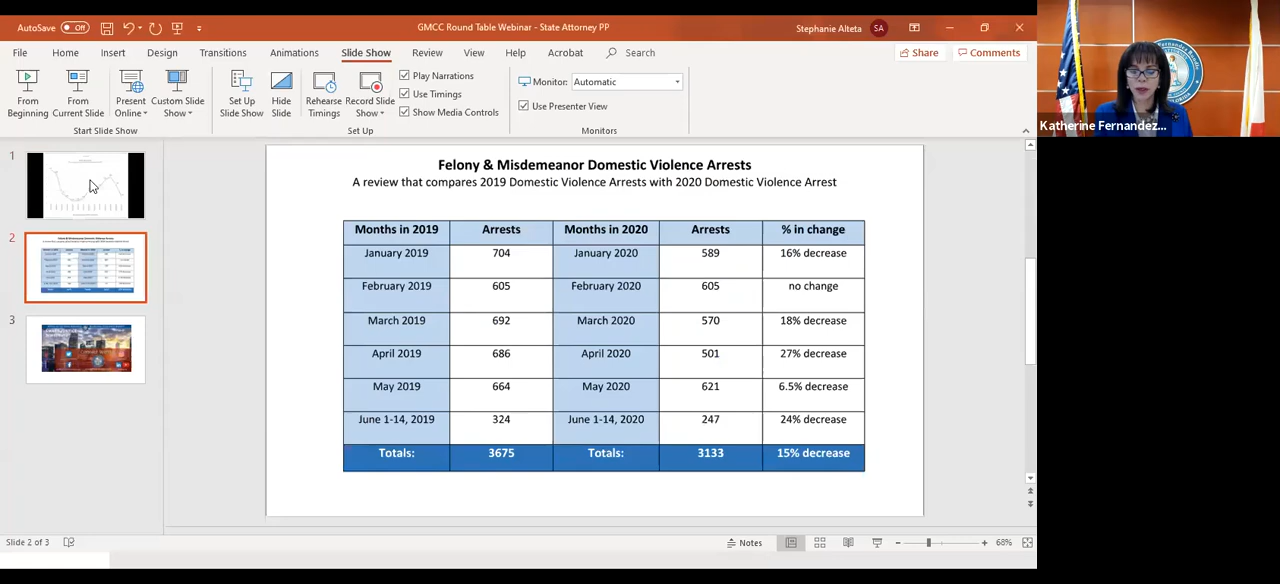 AutoSave Off GMCC Round Table Webinar - State Attorney PP Stephanie Alteta SA
File Home Insert Design Transitions Animations Slide Show Review View Help Acrobat Search Share Comments
From Beginning
From Current Slide
Present Online
Custom Slide Show
Set Up Slide Show
Hide Slide
Rehearse Timings
Record Slide Show
Play Narrations
Use Timings
Show Media Controls
Monitor: Automatic
Use Presenter View
Start Slide Show Set Up Monitors
Katherine Fernandez...
1
2
3
Felony & Misdemeanor Domestic Violence Arrests
A review that compares 2019 Domestic Violence Arrests with 2020 Domestic Violence Arrest
Months in 2019 Arrests Months in 2020 Arrests % in change
January 2019 704 January 2020 589 16% decrease
February 2019 605 February 2020 605 no change
March 2019 692 March 2020 570 18% decrease
April 2019 686 April 2020 501 27% decrease
May 2019 664 May 2020 621 6.5% decrease
June 1-14, 2019 324 June 1-14, 2020 247 24% decrease
Totals: 3675 Totals: 3133 15% decrease
Slide 2 of 3 Notes 68%